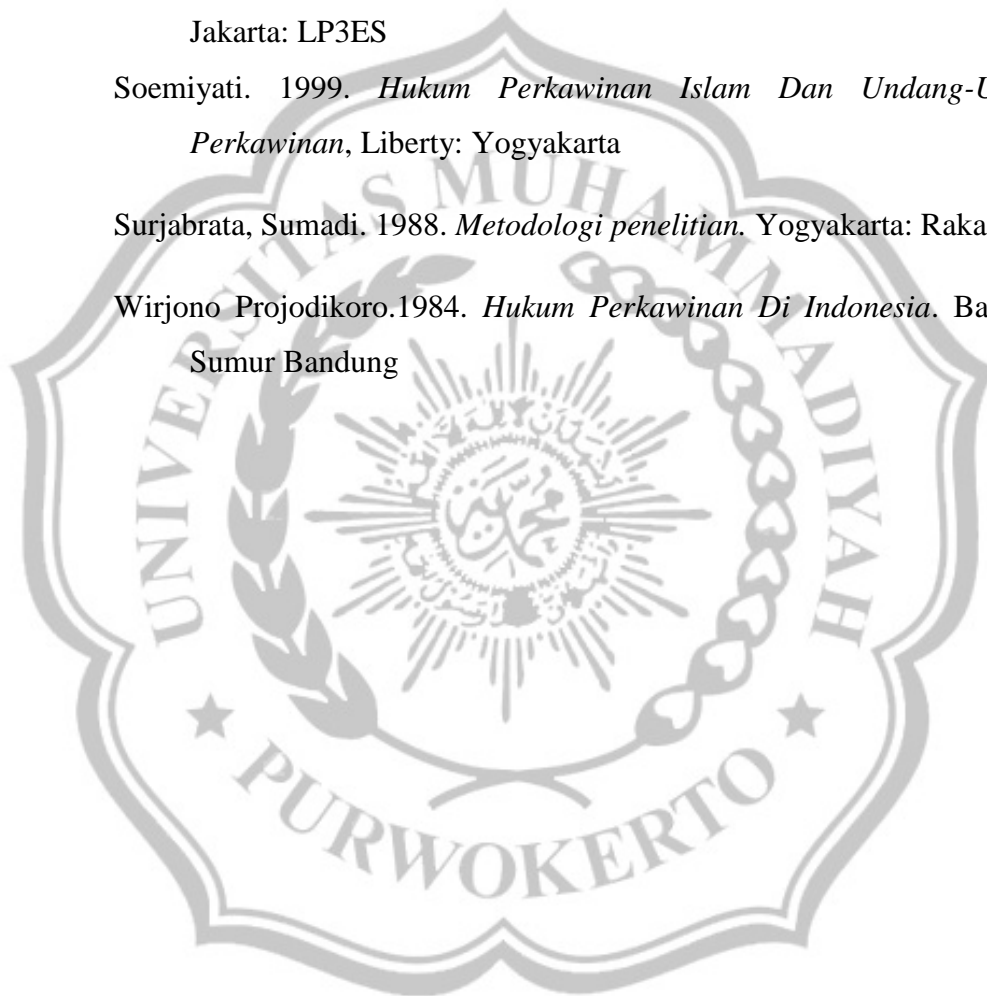 Jakarta: LP3ES
Soemiyati. 1999. Hukum Perkawinan Islam Dan Undang-U
Perkawinan, Liberty: Yogyakarta
Surjabrata, Sumadi. 1988. Metodologi penelitian. Yogyakarta: Raka
Wirjono Projodikoro.1984. Hukum Perkawinan Di Indonesia. Ba
Sumur Bandung
UNIVERSITAS MUHAMMADIYAH
PURWOKERTO